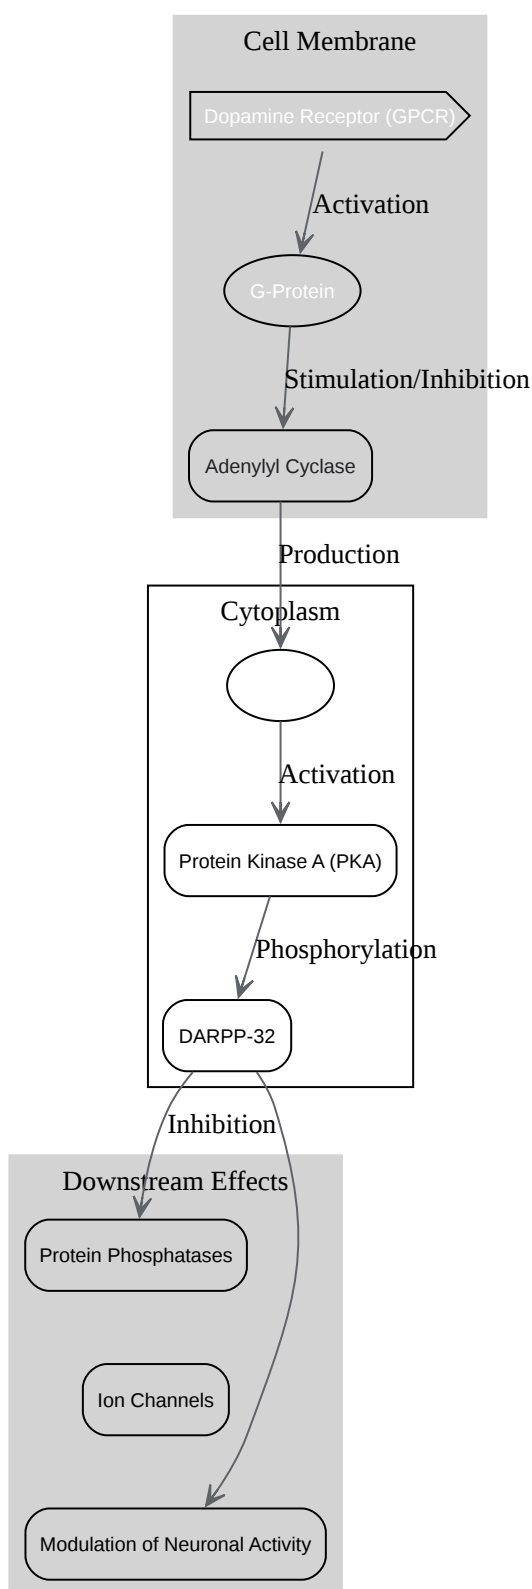 Cell Membrane
Dopamine Receptor (GPCR)
Activation
G-Protein
Stimulation/Inhibition
Adenylyl Cyclase
Production
Cytoplasm
Activation
Protein Kinase A (PKA)
Phosphorylation
DARPP-32
Inhibition
Downstream Effects
Protein Phosphatases
Ion Channels
Modulation of Neuronal Activity